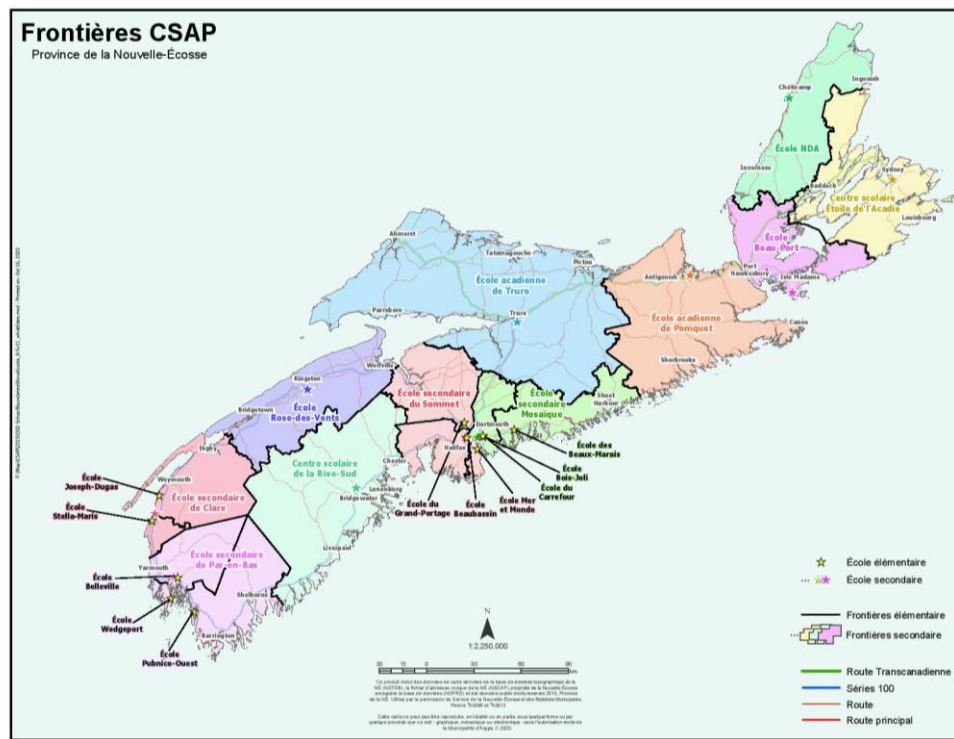 Frontières CSAP
Province de la Nouvelle-Écosse
Ingonish
Chéticamp
École NDA
Inverness
Sydney
Baddeck
Centre scolaire
Étoile de l'Acadie
Louisbourg
École
Beau-Port
Port
Hawkesbury
Isle Madame
Amherst
Tatamagouche
Pictou
Antigonish
École acadienne
de Truro
École acadienne
de Pomquet
Parrsboro
Truro
Canso
Sherbrooke
Wolfville
Kingston
École secondaire
du Sommet
École
secondaire
Mosaïque
Sheet
Harbour
École
Rose-des-Vents
Bridgetown
Dartmouth
Halifax
École des
Beaux-Marais
Digby
Centre scolaire
de la Rive-Sud
Chester
École
Bois-Joli
École
Joseph-Dugas
Weymouth
Lunenburg
École du
Carrefour
École secondaire
de Clare
Bridgewater
École du
Grand-Portage
École
Beaubassin
École Mer
et Monde
École
Stella-Maris
École secondaire
de Par-en-Bas
Liverpool
Yarmouth
École
Belleville
Shelburne
École
Wedgeport
Barrington
École
Pubnico-Ouest
École élémentaire
École secondaire
Frontières élémentaire
Frontières secondaire
Route Transcanadienne
Séries 100
Route
Route principal
N
1:2,250,000